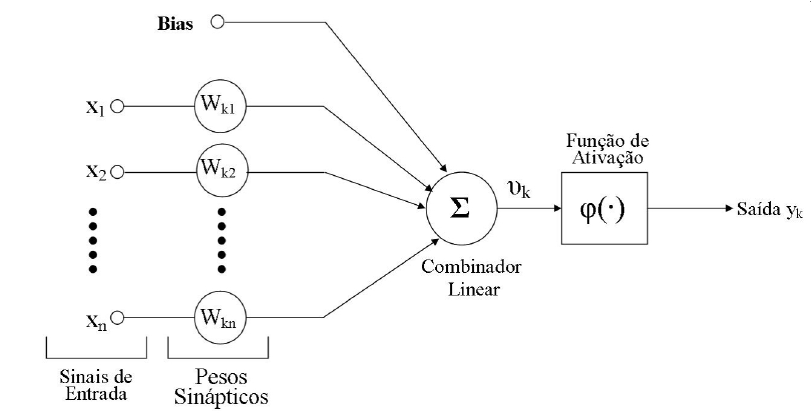 Bias
x1
Wk1
x2
Wk2
xn
Wkn
Σ
υk
φ(·)
Função de
Ativação
Saída yk
Combinador
Linear
Sinais de
Entrada
Pesos
Sinápticos